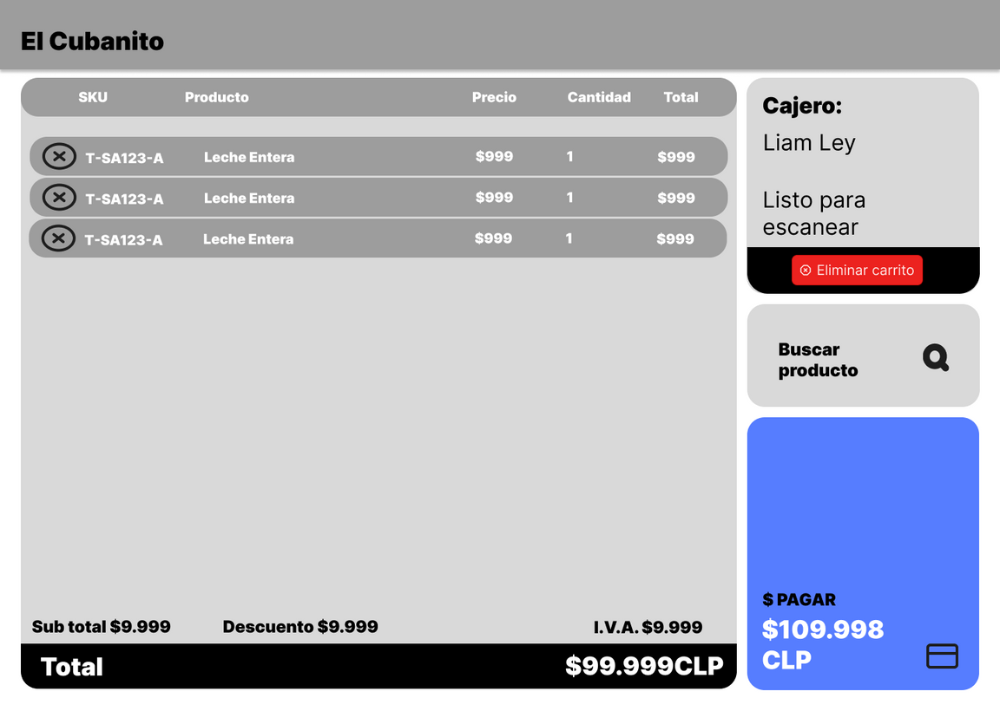 El Cubanito
SKU Producto Precio Cantidad Total
T-SA123-A Leche Entera $999 1 $999
T-SA123-A Leche Entera $999 1 $999
T-SA123-A Leche Entera $999 1 $999
Sub total $9.999 Descuento $9.999 I.V.A. $9.999
Total $99.999CLP
Cajero:
Liam Ley
Listo para
escanear
Eliminar carrito
Buscar
producto
$ PAGAR
$109.998
CLP